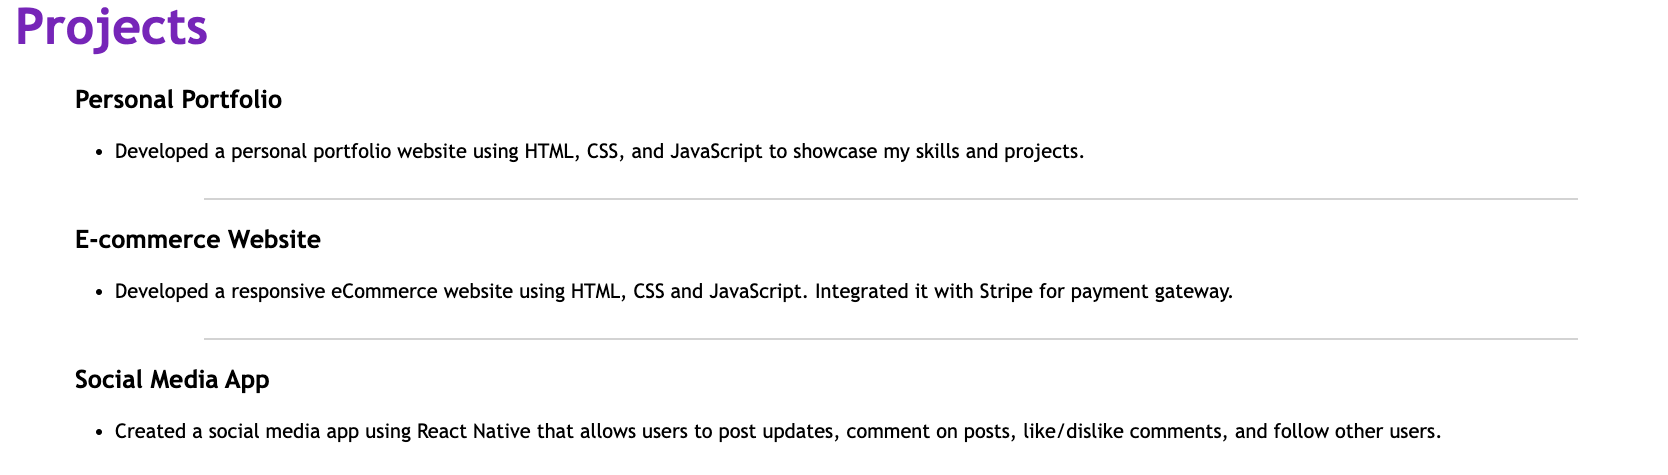 Projects
Personal Portfolio
• Developed a personal portfolio website using HTML, CSS, and JavaScript to showcase my skills and projects.
E-commerce Website
• Developed a responsive eCommerce website using HTML, CSS and JavaScript. Integrated it with Stripe for payment gateway.
Social Media App
• Created a social media app using React Native that allows users to post updates, comment on posts, like/dislike comments, and follow other users.